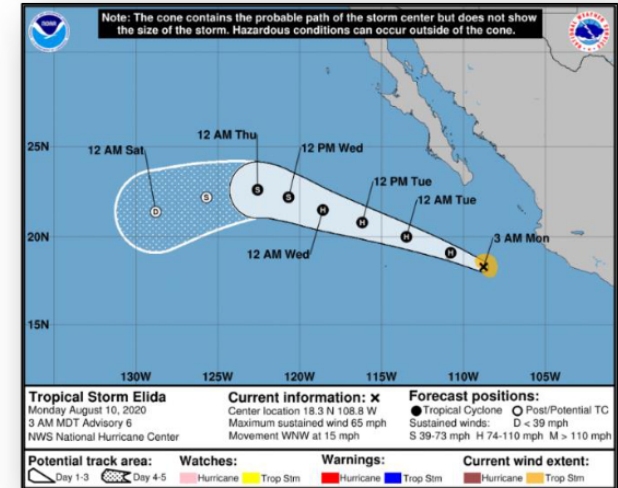 Note: The cone contains the probable path of the storm center but does not show
the size of the storm. Hazardous conditions can occur outside of the cone.
NOAA
25N
20N
15N
12 AM Sat
12 AM Thu
12 PM Wed
12 PM Tue
12 AM Tue
3 AM Mon
12 AM Wed
D
S
S
S
H
H
H
H
130W 125W 120W 115W 110W 105W
Tropical Storm Elida
Monday August 10, 2020
3 AM MDT Advisory 6
NWS National Hurricane Center
Current information: x
Center location 18.3 N 108.8 W
Maximum sustained wind 65 mph
Movement WNW at 15 mph
Forecast positions:
Tropical Cyclone Post/Potential TC
Sustained winds: D < 39 mph
S 39-73 mph H 74-110 mph M > 110 mph
Potential track area:
Day 1-3 Day 4-5
Watches:
Hurricane Trop Stm
Warnings:
Hurricane Trop Stm
Current wind extent:
Hurricane Trop Stm